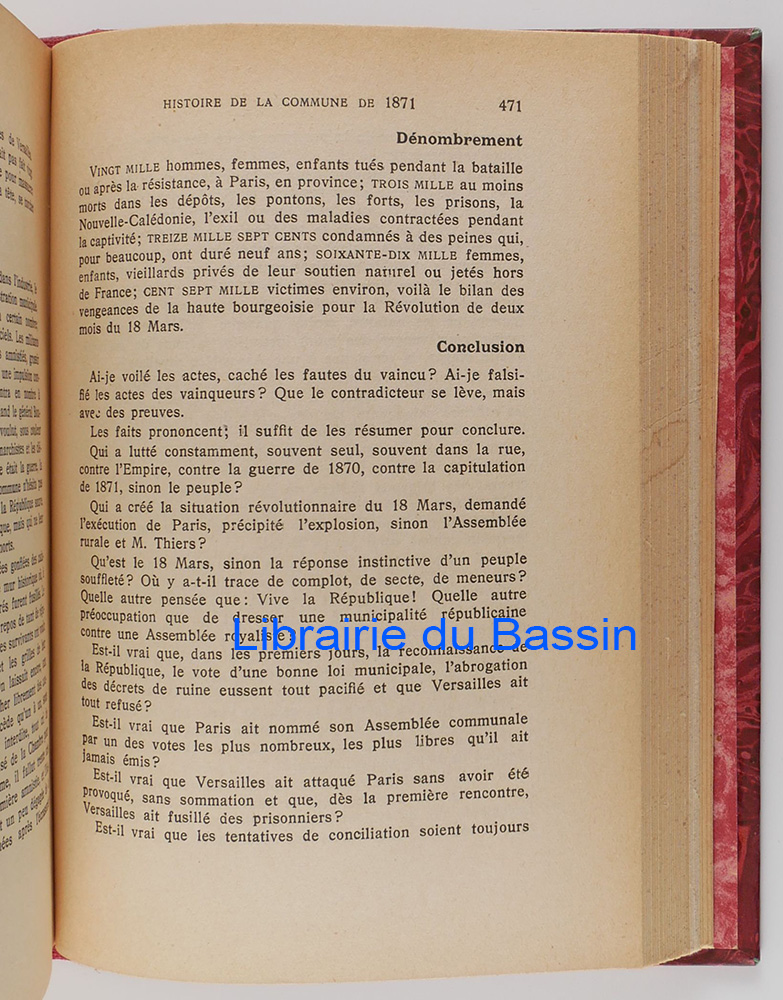 HISTOIRE DE LA COMMUNE DE 1871 471
Dénombrement
VINGT MILLE hommes, femmes, enfants tués pendant la bataille
ou après la résistance, à Paris, en province; TROIS MILLE au moins
morts dans les dépôts, les pontons, les forts, les prisons, la
Nouvelle-Calédonie, l'exil ou des maladies contractées pendant
la captivité; TREIZE MILLE SEPT CENTS condamnés à des peines qui,
pour beaucoup, ont duré neuf ans; SOIXANTE-DIX MILLE femmes,
enfants, vieillards privés de leur soutien naturel ou jetés hors
de France; CENT SEPT MILLE victimes environ, voilà le bilan des
vengeances de la haute bourgeoisie pour la Révolution de deux
mois du 18 Mars.
Conclusion
Ai-je voilé les actes, caché les fautes du vaincu? Ai-je falsi-
fié les actes des vainqueurs? Que le contradicteur se lève, mais
avec des preuves.
Les faits prononcent; il suffit de les résumer pour conclure.
Qui a lutté constamment, souvent seul, souvent dans la rue,
contre l'Empire, contre la guerre de 1870, contre la capitulation
de 1871, sinon le peuple?
Qui a créé la situation révolutionnaire du 18 Mars, demandé
l'exécution de Paris, précipité l'explosion, sinon l'Assemblée
rurale et M. Thiers?
Qu'est le 18 Mars, sinon la réponse instinctive d'un peuple
souffleté? Où y a-t-il trace de complot, de secte, de meneurs?
Quelle autre pensée que: Vive la République! Quelle autre
préoccupation que de dresser une municipalité républicaine
contre une Assemblée royaliste?
Librairie du Bassin
Est-il vrai que, dans les premiers jours, la reconnaissance de
la République, le vote d'une bonne loi municipale, l'abrogation
des décrets de ruine eussent tout pacifié et que Versailles ait
tout refusé?
Est-il vrai que Paris ait nommé son Assemblée communale
par un des votes les plus nombreux, les plus libres qu'il ait
jamais émis?
Est-il vrai que Versailles ait attaqué Paris sans avoir été
provoqué, sans sommation et que, dès la première rencontre,
Versailles ait fusillé des prisonniers?
Est-il vrai que les tentatives de conciliation soient toujours